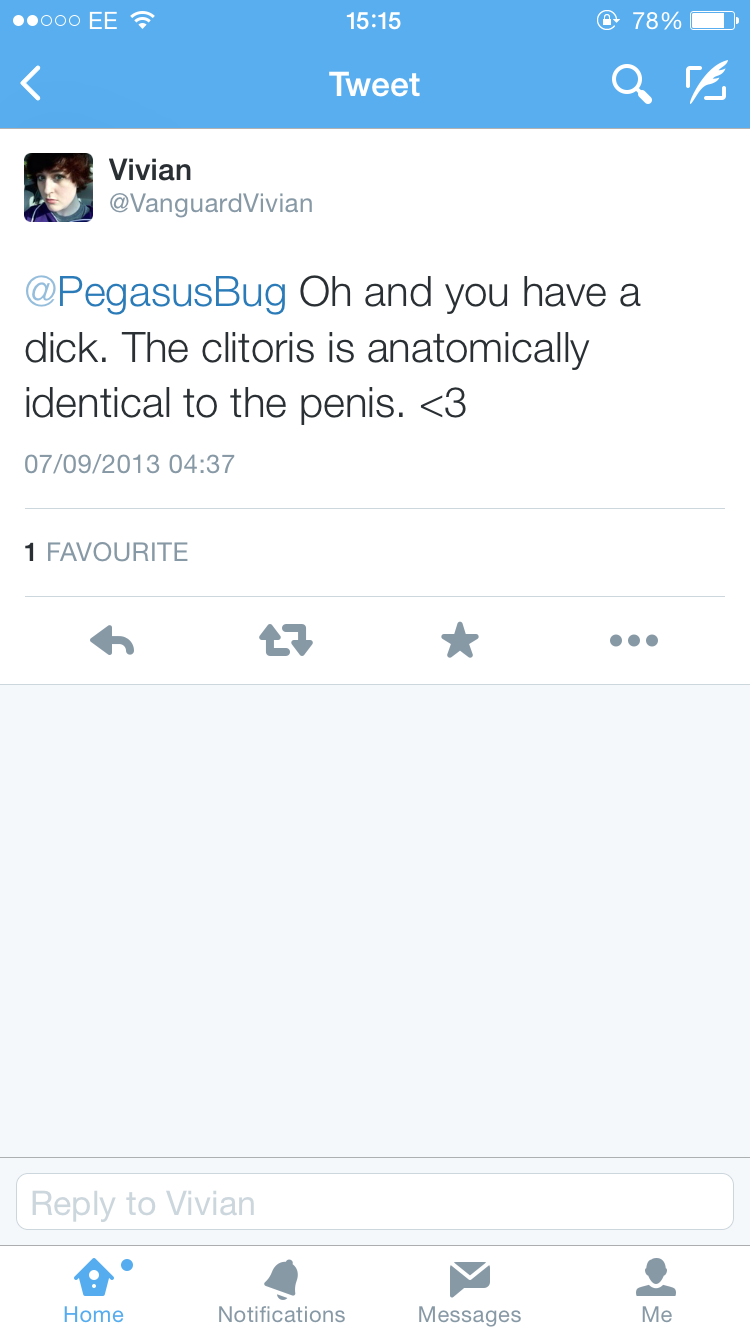 EE 15:15 78%
Tweet
Vivian
@VanguardVivian
@PegasusBug Oh and you have a
dick. The clitoris is anatomically
identical to the penis. <3
07/09/2013 04:37
1 FAVOURITE
Reply to Vivian
Home Notifications Messages Me